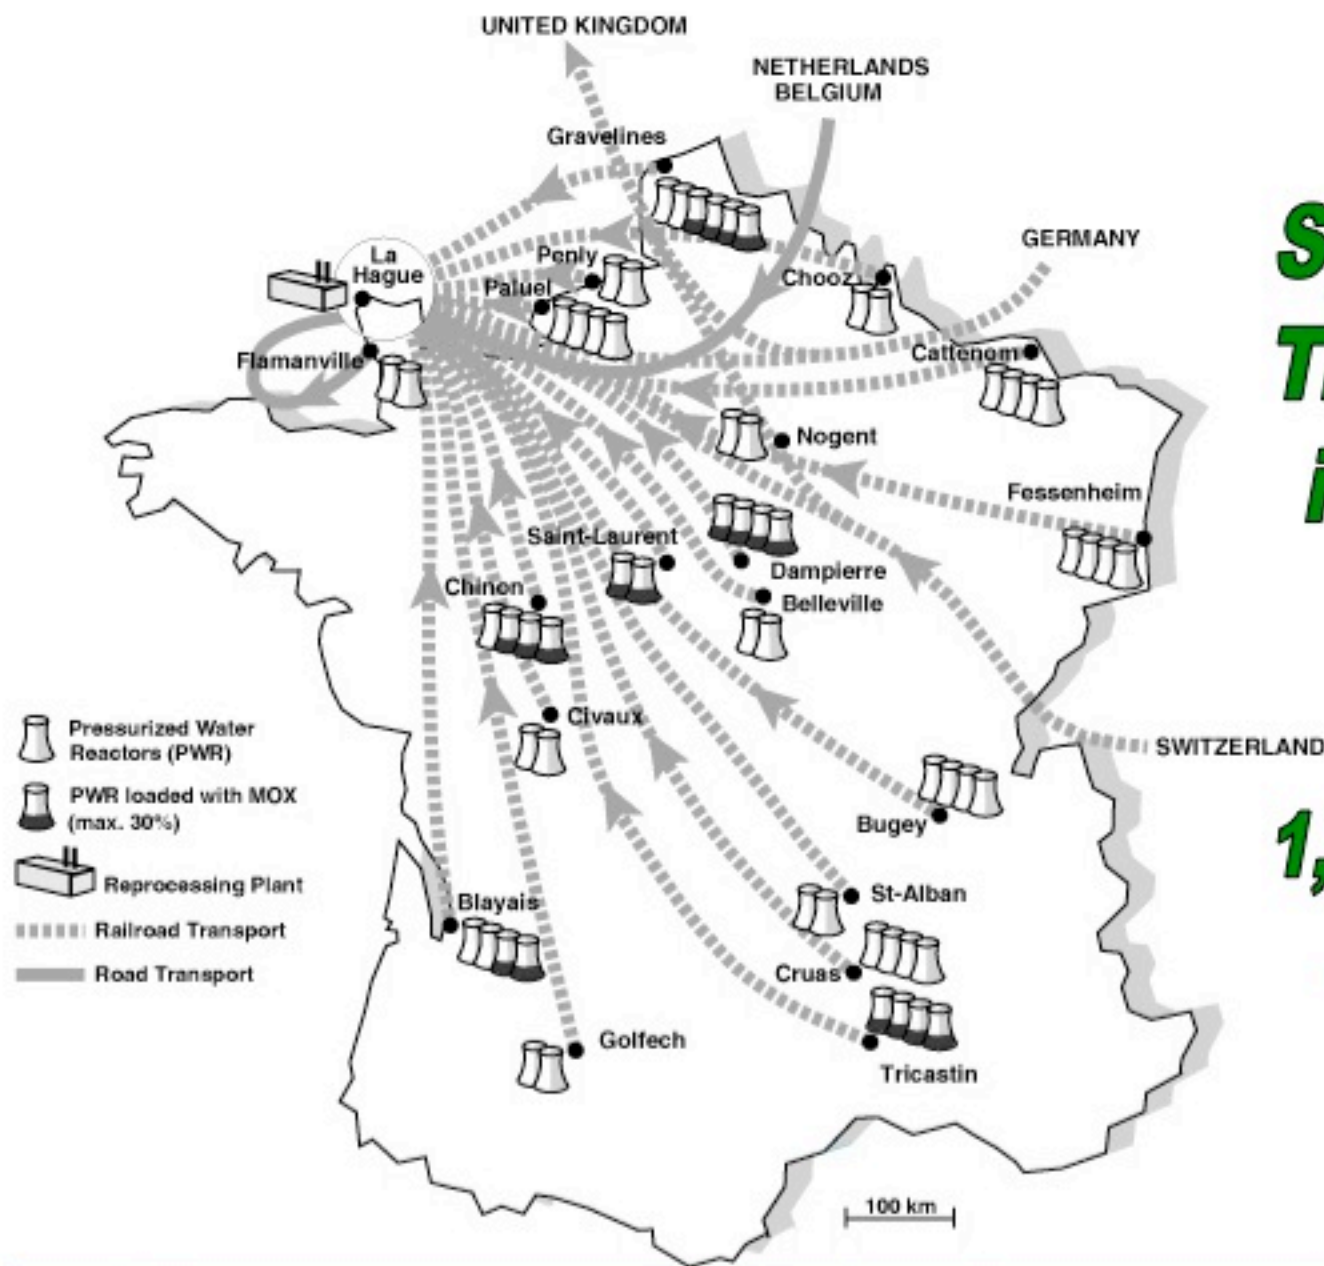 UNITED KINGDOM
NETHERLANDS
BELGIUM
Gravelines
GERMANY
La
Hague
Penly
Chooz
Paluel
Flamanville
Cattenom
Nogent
Fessenheim
Saint-Laurent
Dampierre
Chinon
Belleville
Civaux
SWITZERLAND
Bugey
St-Alban
Blayais
Cruas
Golfech
Tricastin
Pressurized Water
Reactors (PWR)
PWR loaded with MOX
(max. 30%)
Reprocessing Plant
Railroad Transport
Road Transport
100 km
S
i
1,